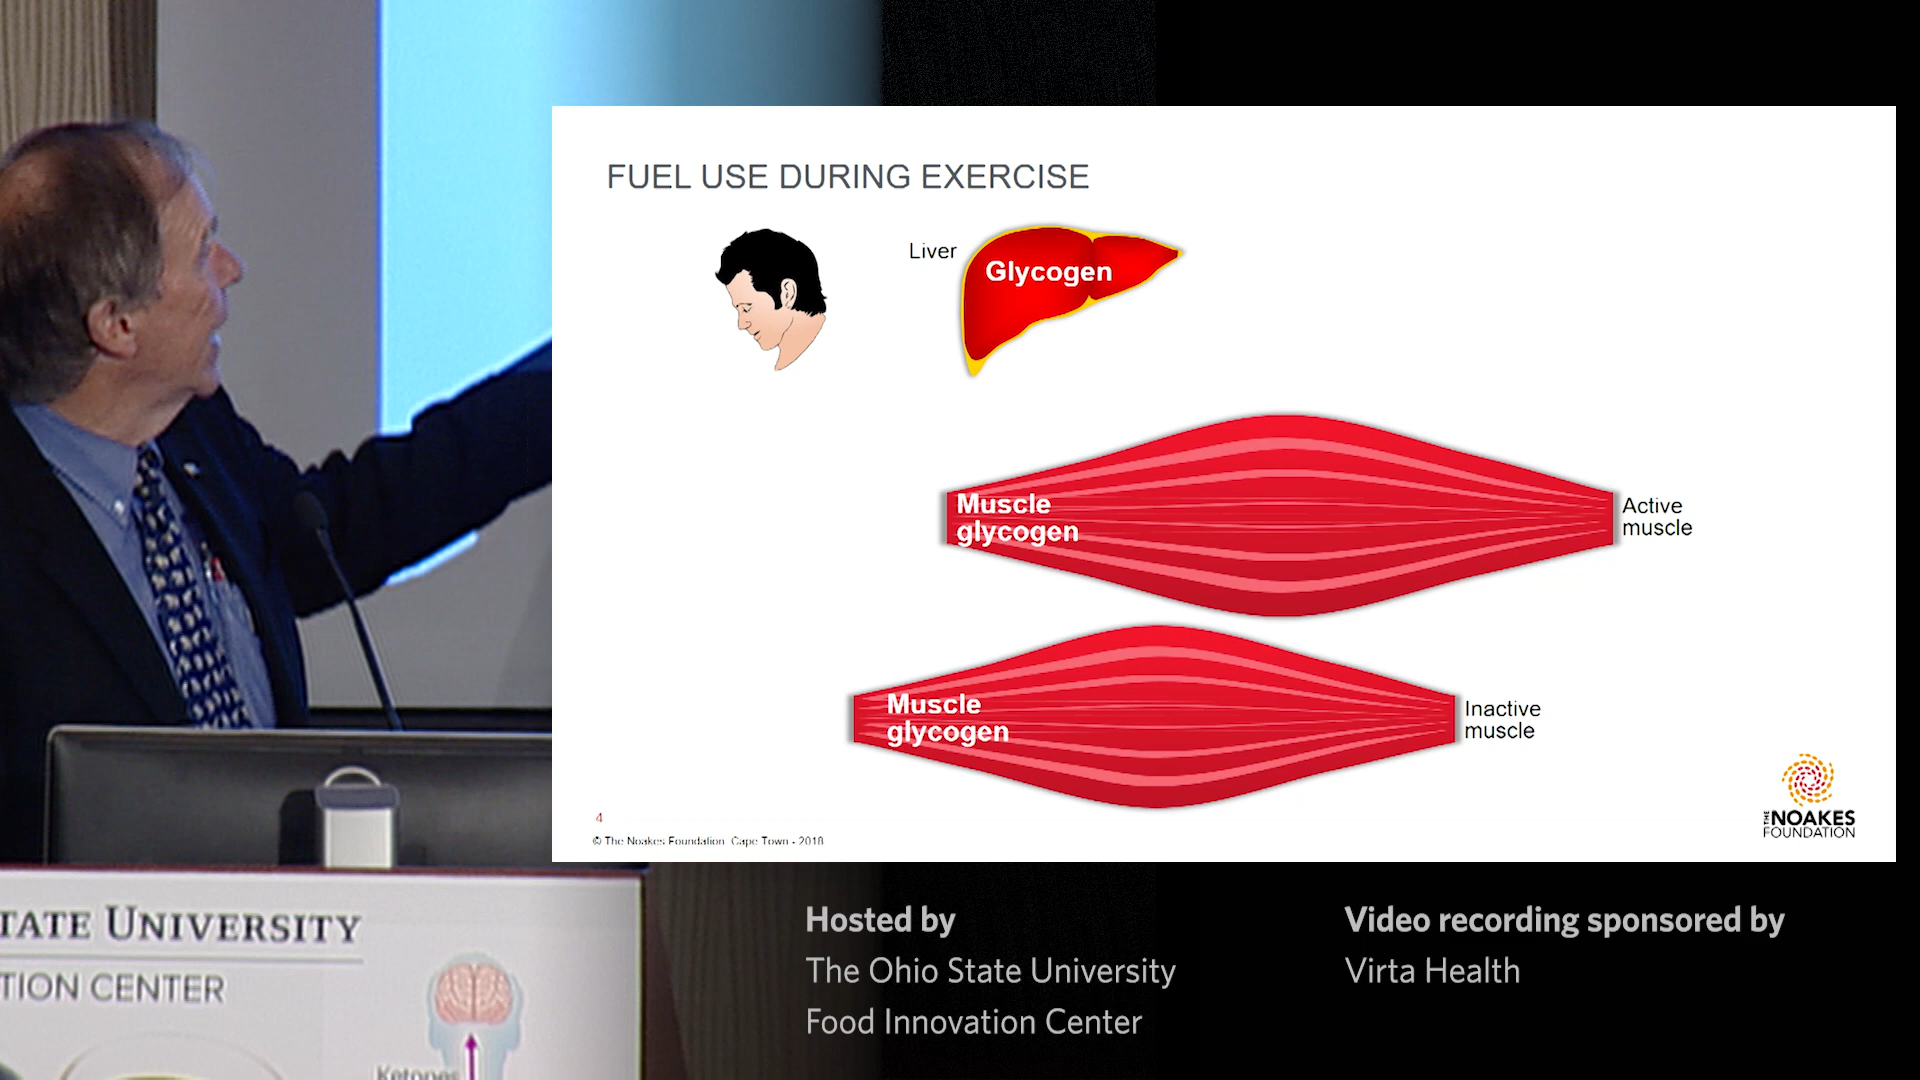 FUEL USE DURING EXERCISE
Liver
Glycogen
Muscle
glycogen
Active
muscle
Muscle
glycogen
Inactive
muscle
4
© The Noakes Foundation Cape Town - 2018
THE NOAKES
FOUNDATION
TATE UNIVERSITY
TION CENTER
Ketones
Hosted by
The Ohio State University
Food Innovation Center
Video recording sponsored by
Virta Health